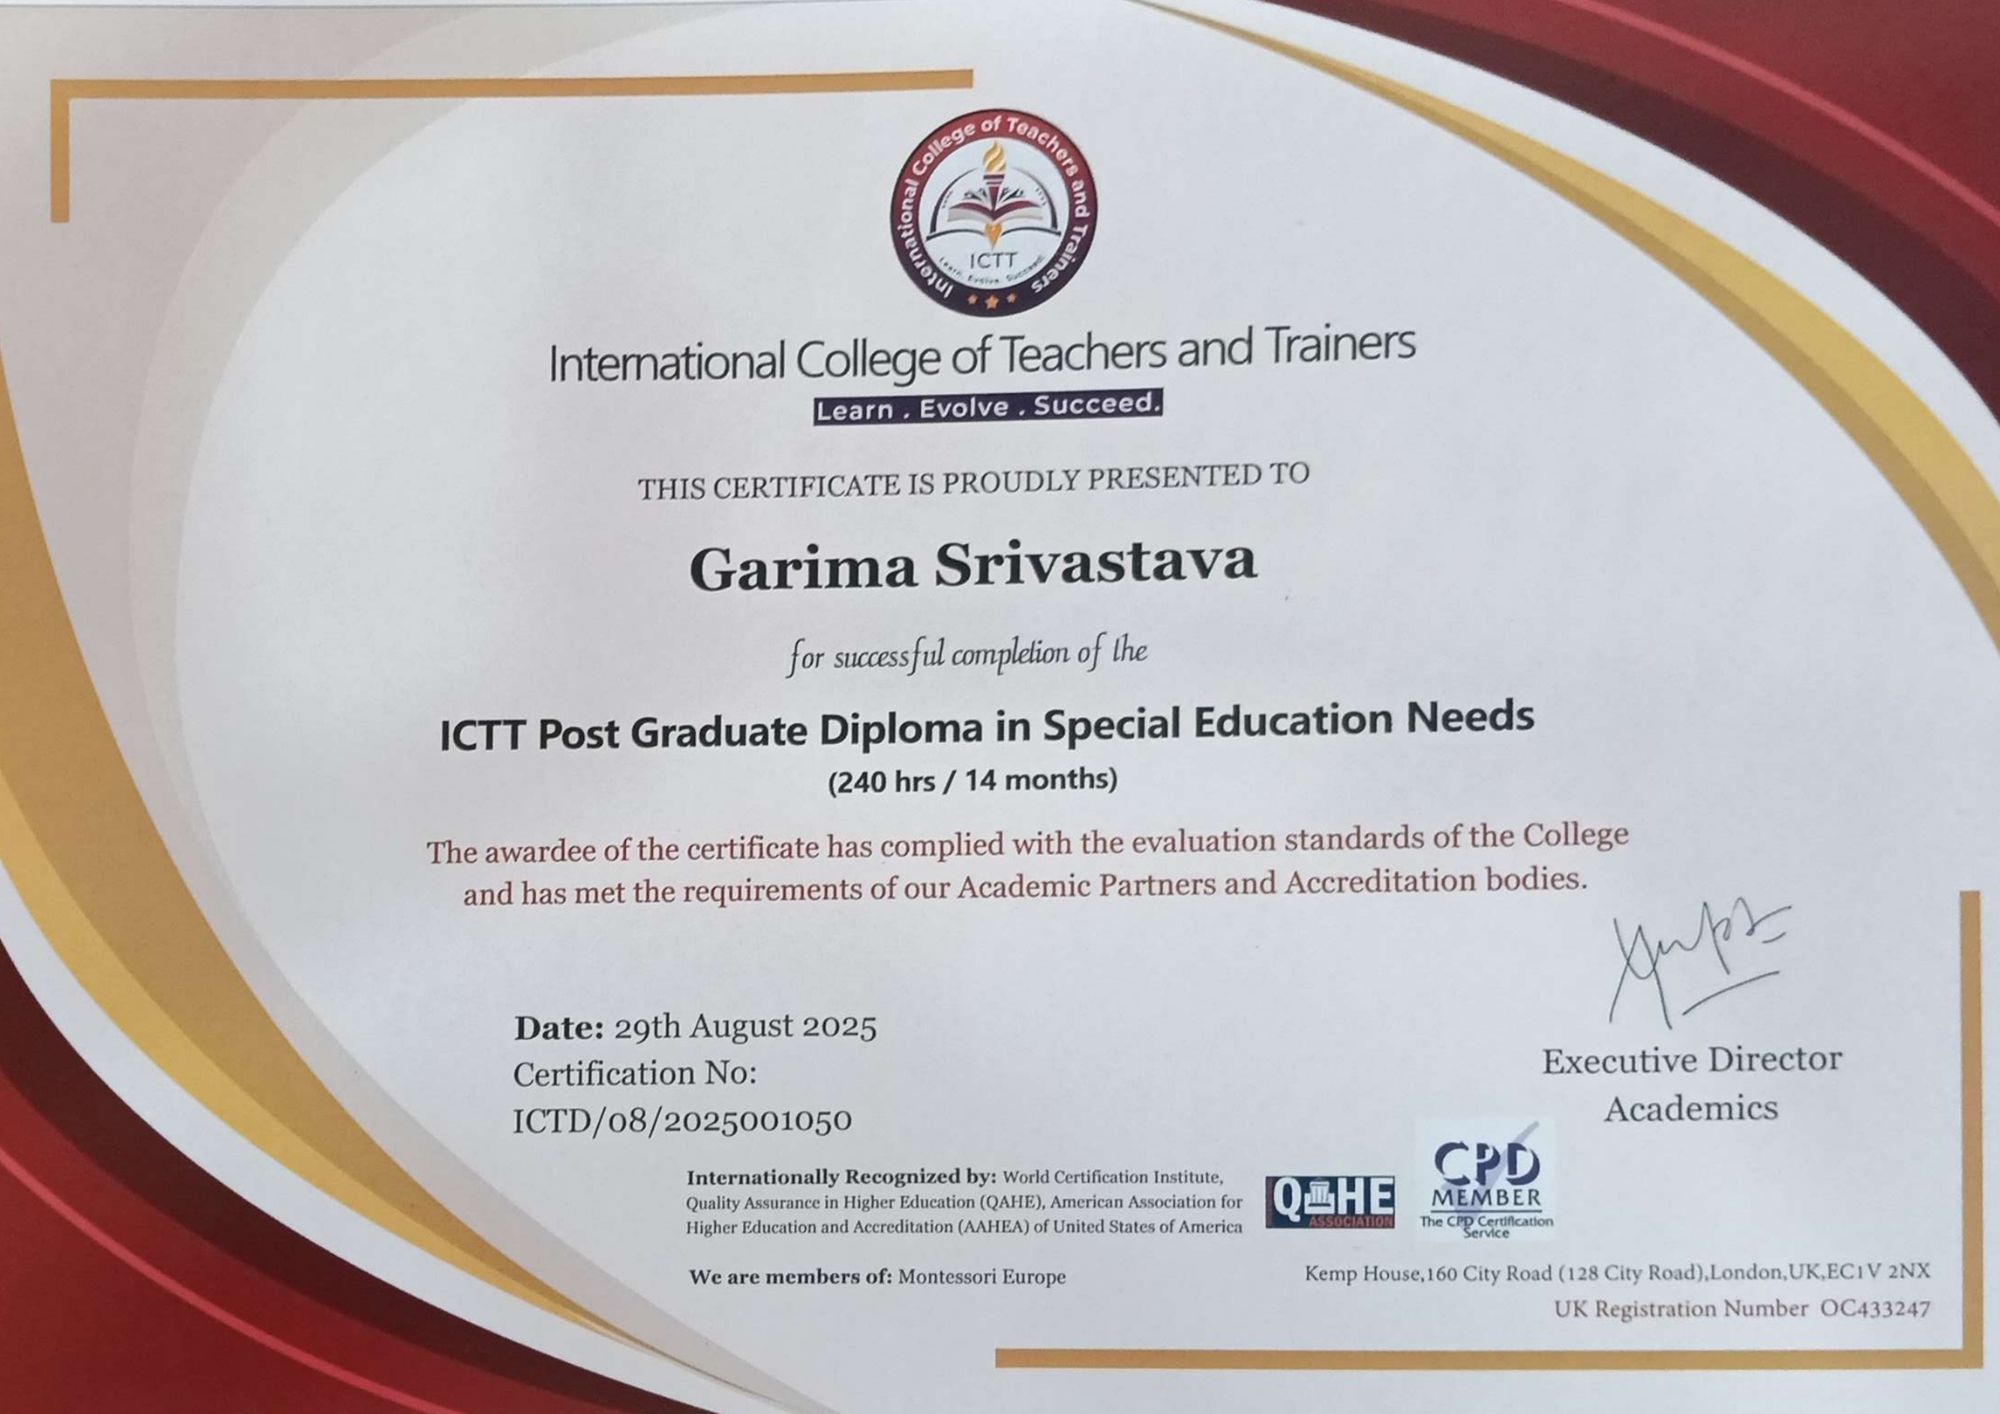 International College of Teachers and Trainers
ICTT
Learn. Evolve. Succeed.
International College of Teachers and Trainers
Learn . Evolve . Succeed.
THIS CERTIFICATE IS PROUDLY PRESENTED TO
Garima Srivastava
for successful completion of the
ICTT Post Graduate Diploma in Special Education Needs
(240 hrs / 14 months)
The awardee of the certificate has complied with the evaluation standards of the College
and has met the requirements of our Academic Partners and Accreditation bodies.
Date: 29th August 2025
Certification No:
ICTD/08/2025001050
Executive Director
Academics
Internationally Recognized by: World Certification Institute,
Quality Assurance in Higher Education (QAHE), American Association for
Higher Education and Accreditation (AAHEA) of United States of America
QAHE
ASSOCIATION
CPD
MEMBER
The CPD Certification
Service
We are members of: Montessori Europe
Kemp House,160 City Road (128 City Road),London,UK,EC1V 2NX
UK Registration Number OC433247